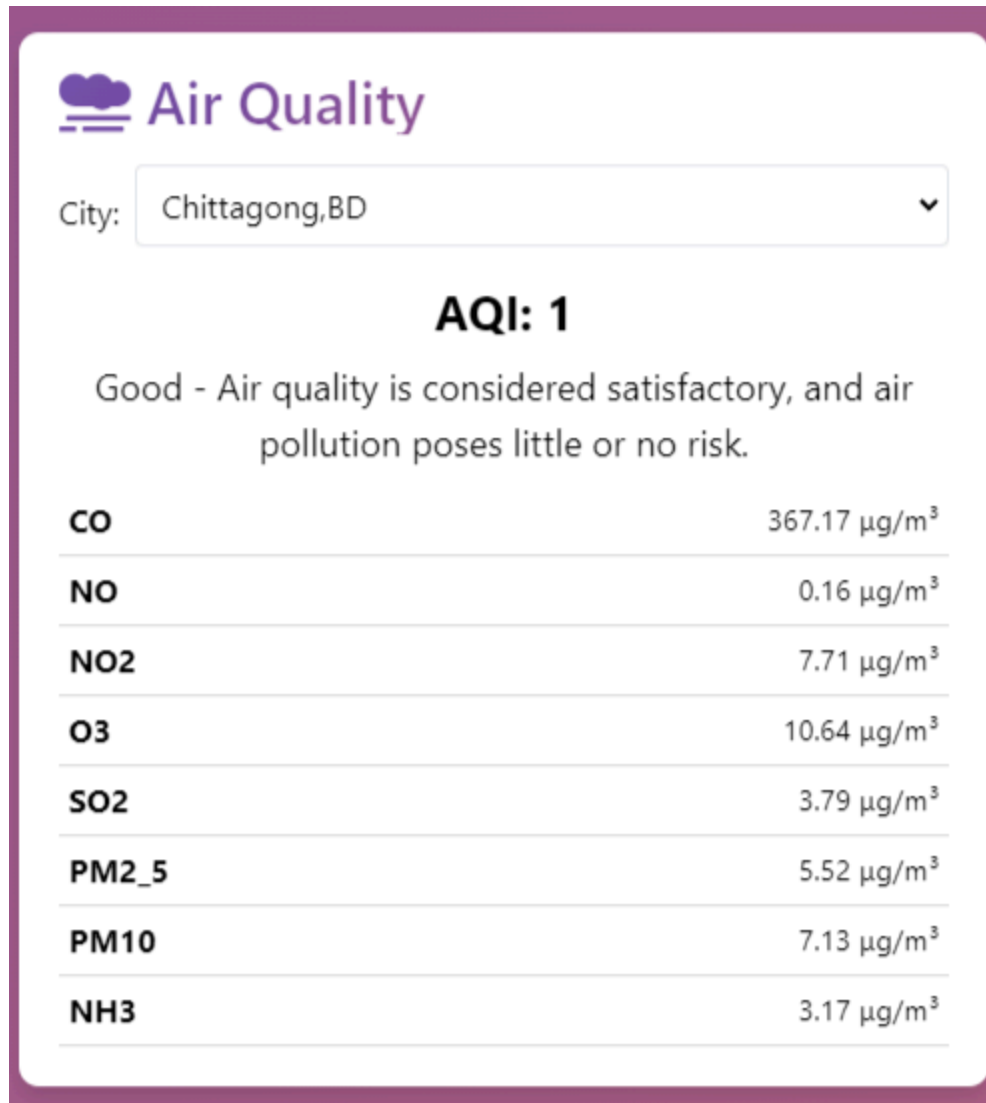 Air Quality
City: Chittagong,BD
AQI: 1
Good - Air quality is considered satisfactory, and air
pollution poses little or no risk.
CO 367.17 μg/m³
NO 0.16 μg/m³
NO2 7.71 μg/m³
O3 10.64 μg/m³
SO2 3.79 μg/m³
PM2_5 5.52 μg/m³
PM10 7.13 μg/m³
NH3 3.17 μg/m³